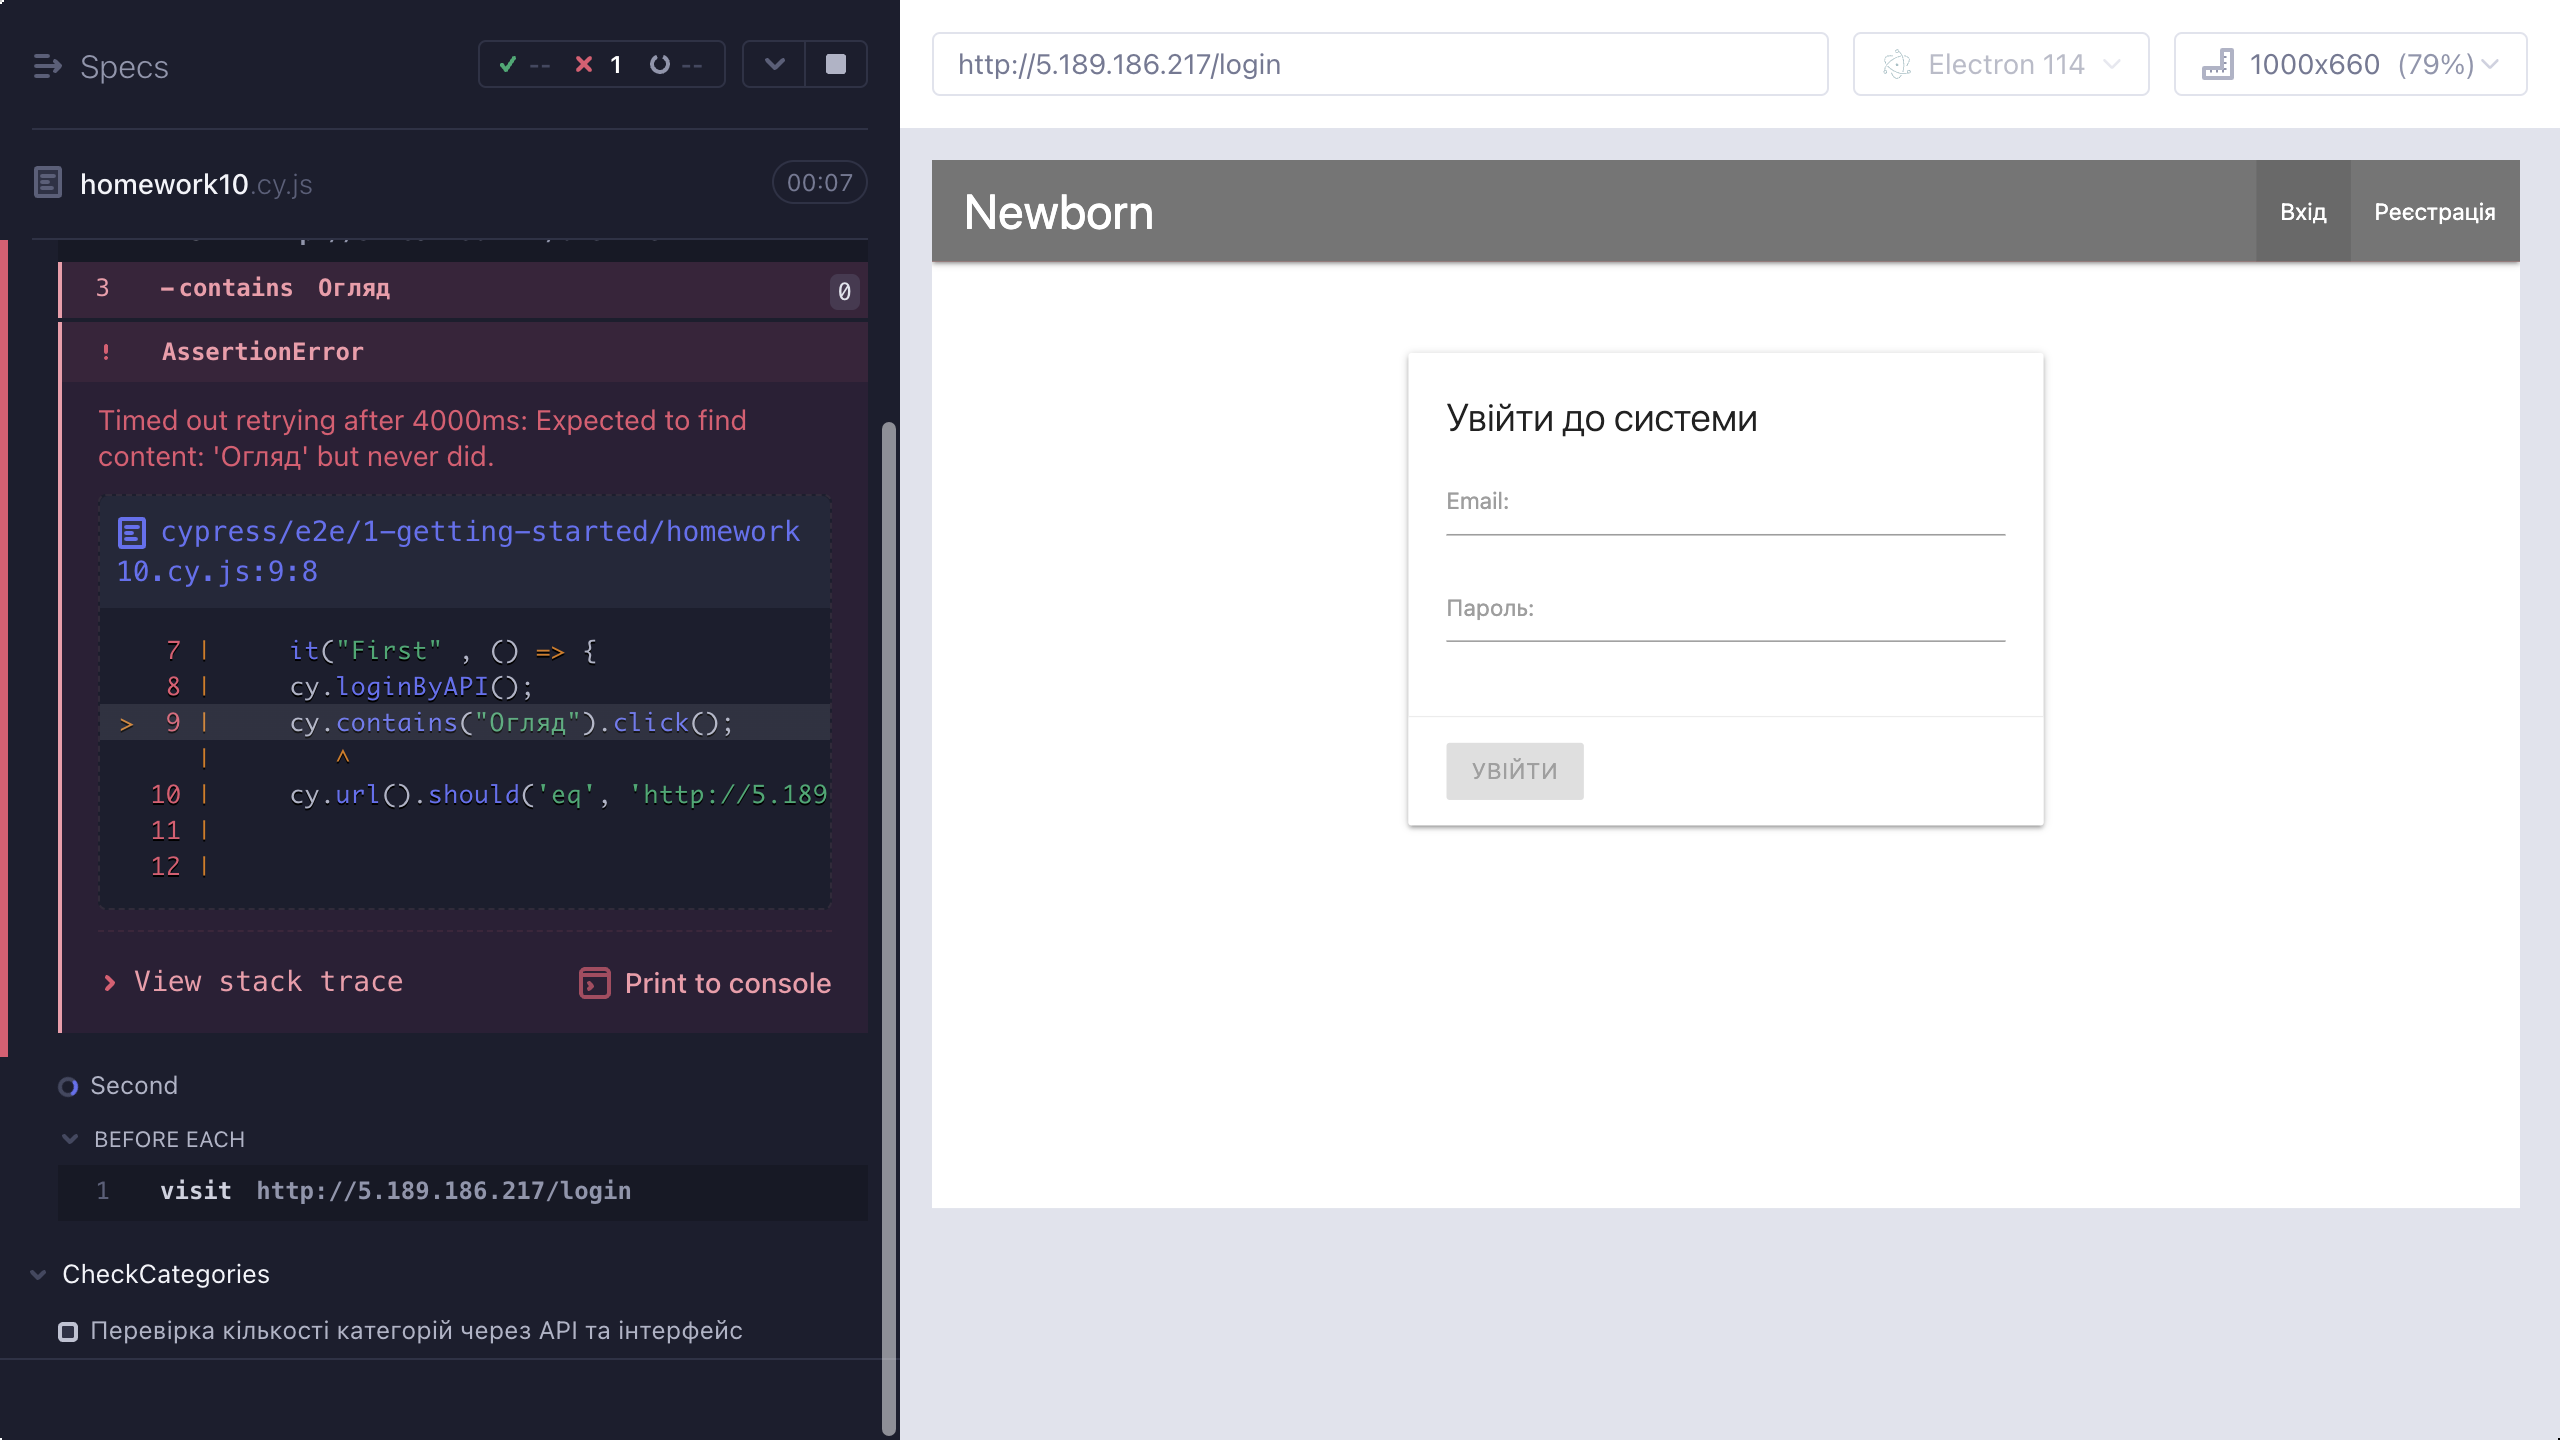 Specs
-- 1 --
homework10.cy.js
00:07
3 -contains Огляд 0
! AssertionError
Timed out retrying after 4000ms: Expected to find
content: 'Огляд' but never did.
cypress/e2e/1-getting-started/homework
10.cy.js:9:8
7 | it("First" , () => {
8 | cy.loginByAPI();
> 9 | cy.contains("Огляд").click();
| ^
10 | cy.url().should('eq', 'http://5.189
11 |
12 |
View stack trace
Print to console
Second
BEFORE EACH
1 visit http://5.189.186.217/login
CheckCategories
Перевірка кількості категорій через API та інтерфейс
http://5.189.186.217/login
Electron 114
1000x660 (79%)
Newborn
Вхід
Реєстрація
Увійти до системи
Email:
Пароль:
УВІЙТИ